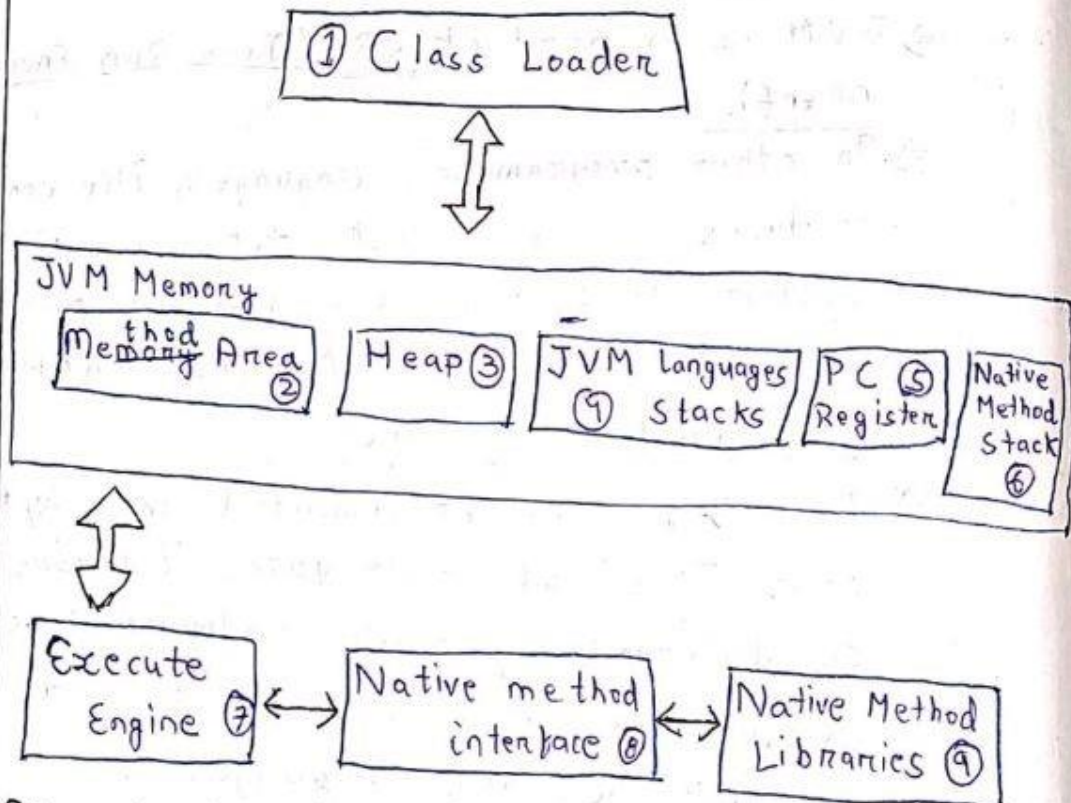 ① Class Loader
JVM Memory
Method Area ②
Heap ③
JVM Languages
④ Stacks
PC ⑤
Register
Native
Method
Stack
⑥
Execute
Engine ⑦
Native method
interface ⑧
Native Method
Libraries ⑨